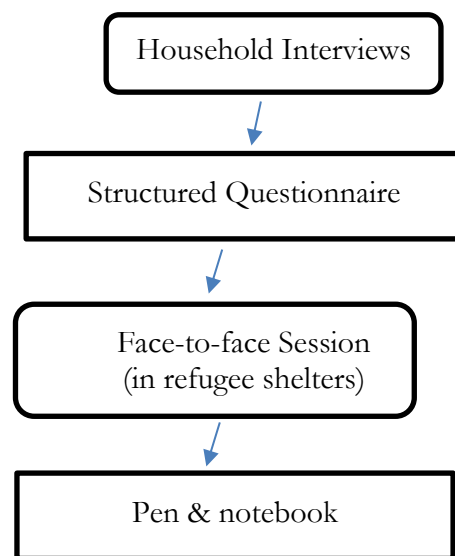 Household Interviews
Structured Questionnaire
Face-to-face Session
(in refugee shelters)
Pen & notebook